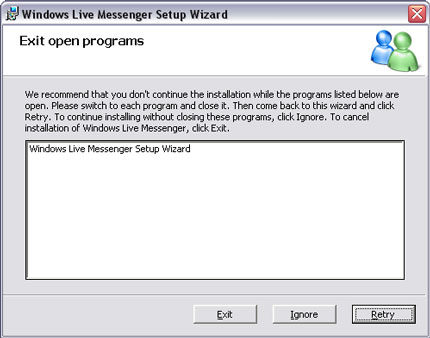 Windows Live Messenger Setup Wizard
Exit open programs
We recommend that you don't continue the installation while the programs listed below are
open. Please switch to each program and close it. Then come back to this wizard and click
Retry. To continue installing without closing these programs, click Ignore. To cancel
installation of Windows Live Messenger, click Exit.
Windows Live Messenger Setup Wizard
Exit
Ignore
Retry